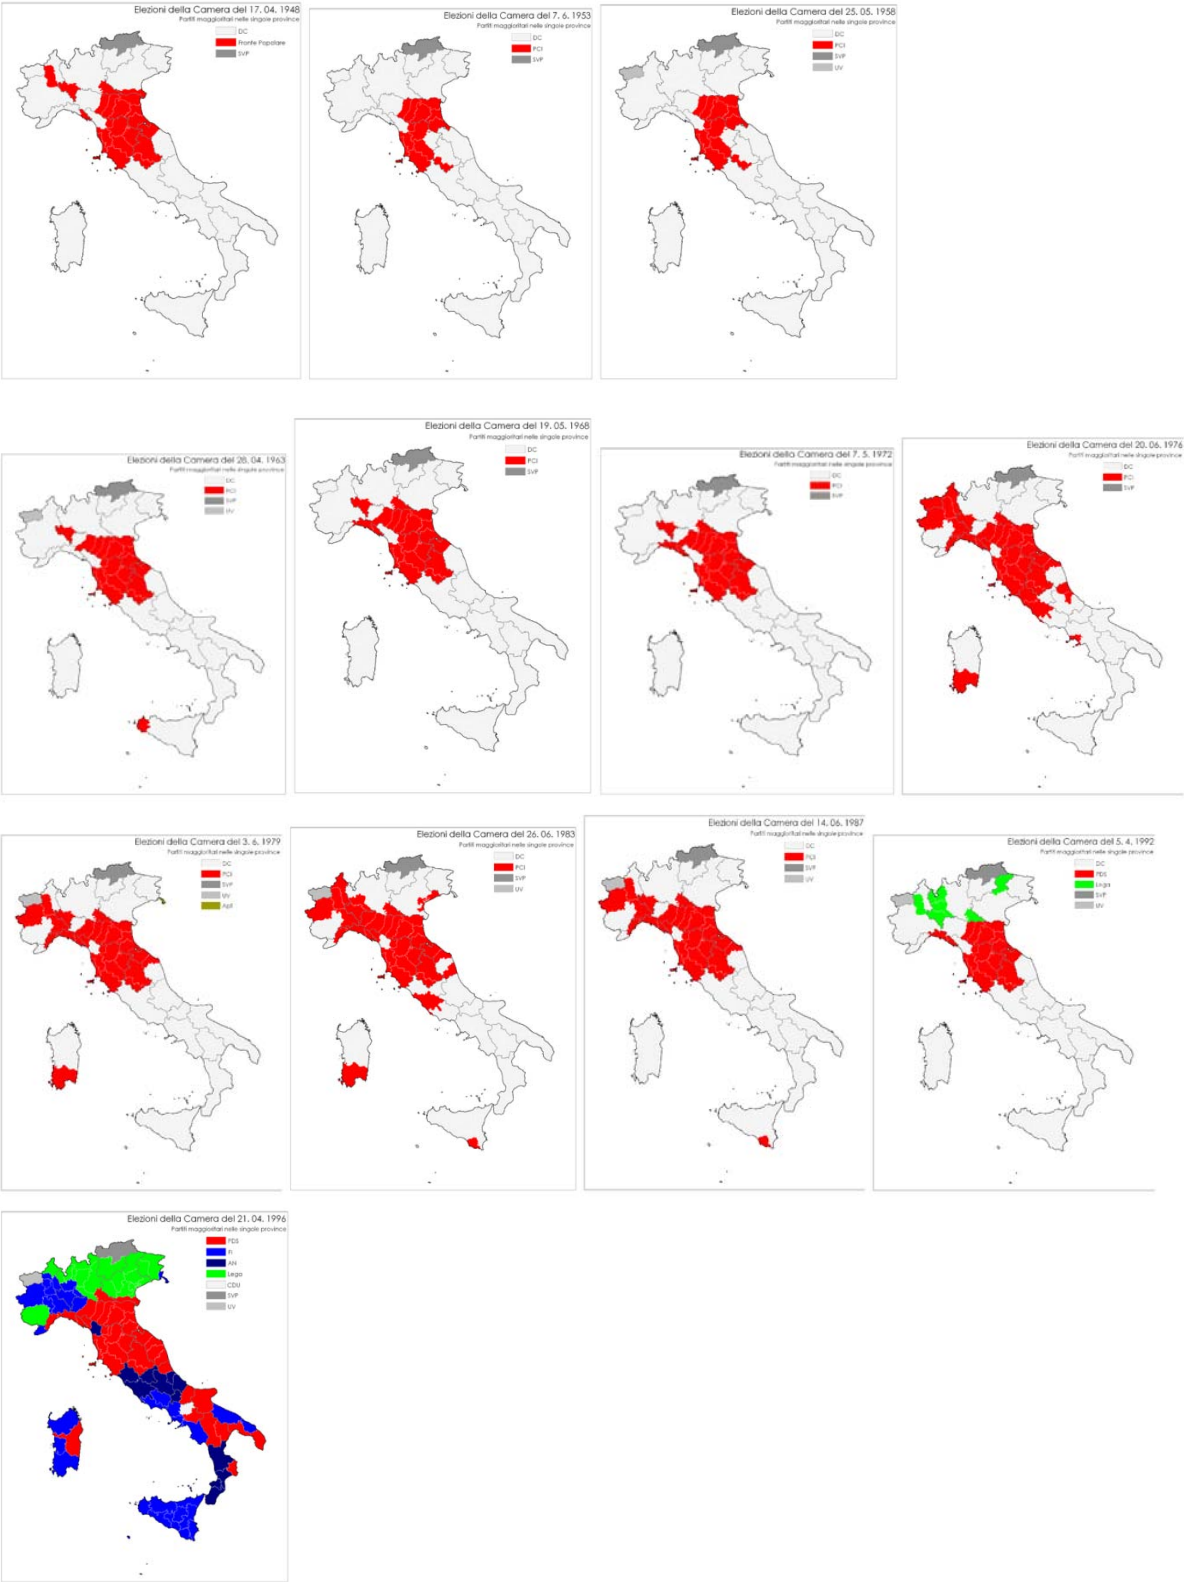 Elezioni della Camera del 17. 04. 1948
Partiti maggioritari nelle singole province
DC
Fronte Popolare
SVP
Elezioni della Camera del 7. 6. 1953
Partiti maggioritari nelle singole province
DC
PCI
SVP
Elezioni della Camera del 25. 05. 1958
Partiti maggioritari nelle singole province
DC
PCI
SVP
UV
Elezioni della Camera del 28. 04. 1963
Partiti maggioritari nelle singole province
DC
PCI
SVP
UV
Elezioni della Camera del 19. 05. 1968
Partiti maggioritari nelle singole province
DC
PCI
SVP
Elezioni della Camera del 7. 5. 1972
Partiti maggioritari nelle singole province
DC
PCI
SVP
Elezioni della Camera del 20. 06. 1976
Partiti maggioritari nelle singole province
DC
PCI
SVP
Elezioni della Camera del 3. 6. 1979
Partiti maggioritari nelle singole province
DC
PCI
SVP
UV
ApT
Elezioni della Camera del 26. 06. 1983
Partiti maggioritari nelle singole province
DC
PCI
SVP
UV
Elezioni della Camera del 14. 06. 1987
Partiti maggioritari nelle singole province
DC
PCI
SVP
UV
Elezioni della Camera del 5. 4. 1992
Partiti maggioritari nelle singole province
DC
PDS
Lega
SVP
UV
Elezioni della Camera del 21. 04. 1996
Partiti maggioritari nelle singole province
PDS
FI
AN
Lega
CDU
SVP
UV